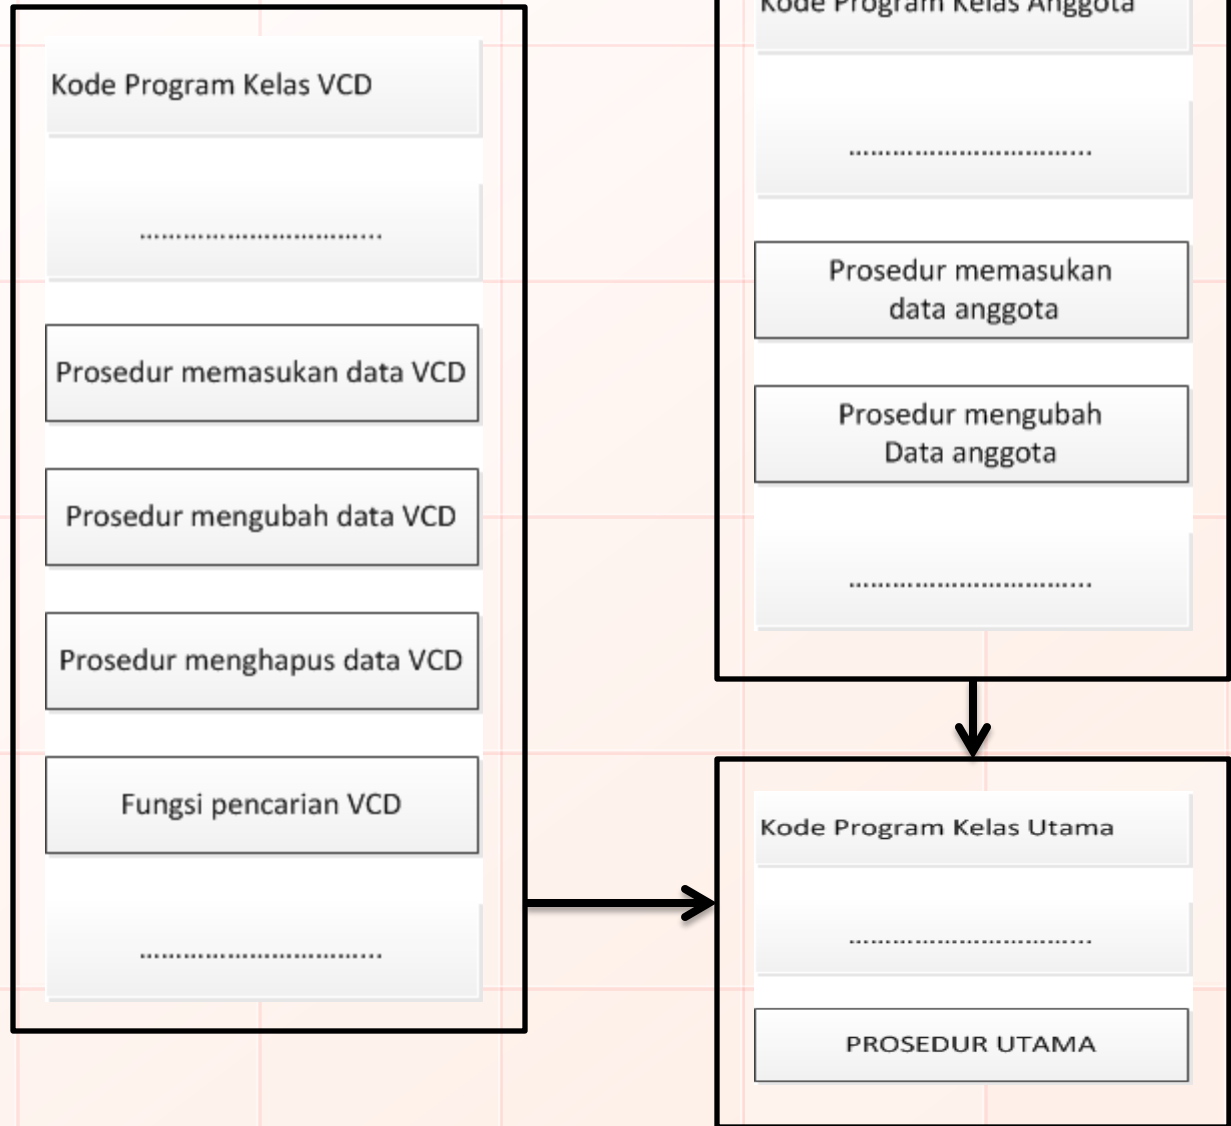 Kode Program Kelas VCD
....................................
Prosedur memasukan data VCD
Prosedur mengubah data VCD
Prosedur menghapus data VCD
Fungsi pencarian VCD
....................................
Kode Program Kelas Anggota
....................................
Prosedur memasukan
data anggota
Prosedur mengubah
Data anggota
....................................
Kode Program Kelas Utama
....................................
PROSEDUR UTAMA